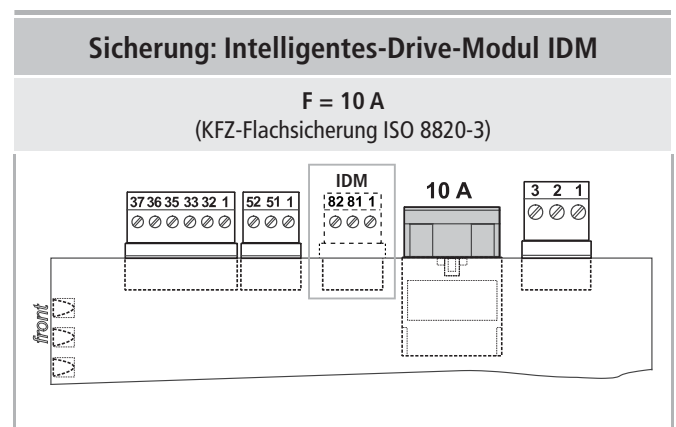 Sicherung: Intelligentes-Drive-Modul IDM
F = 10 A
(KFZ-Flachsicherung ISO 8820-3)
IDM
10 A
37 36 35 33 32 1
52 51 1
82 81 1
3 2 1
front